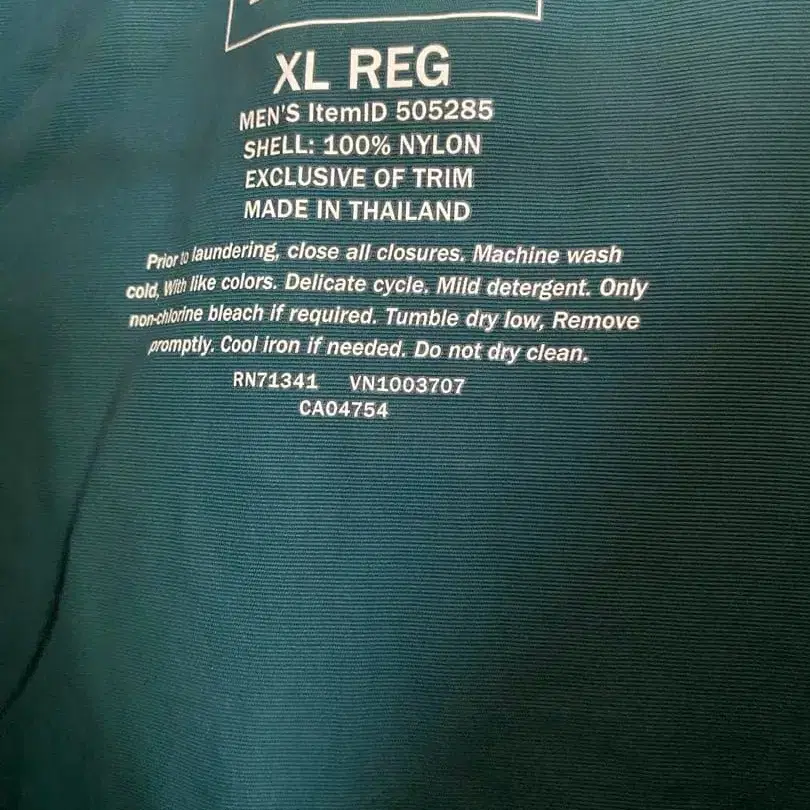 XL REG
MEN'S ItemID 505285
SHELL: 100% NYLON
EXCLUSIVE OF TRIM
MADE IN THAILAND
Prior to laundering, close all closures. Machine wash
cold, With like colors. Delicate cycle. Mild detergent. Only
non-chlorine bleach if required. Tumble dry low, Remove
promptly. Cool iron if needed. Do not dry clean.
RN71341 VN1003707
CA04754